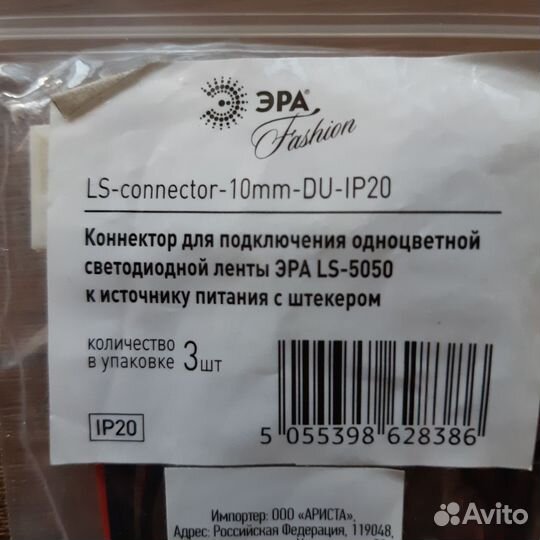 ЭРА®
Fashion
LS-connector-10mm-DU-IP20
Коннектор для подключения одноцветной
светодиодной ленты ЭРА LS-5050
к источнику питания с штекером
количество
в упаковке 3шт
IP20
5 055398 628386
Импортер: ООО «АРИСТА»,
Адрес: Российская Федерация, 119048,
Avito